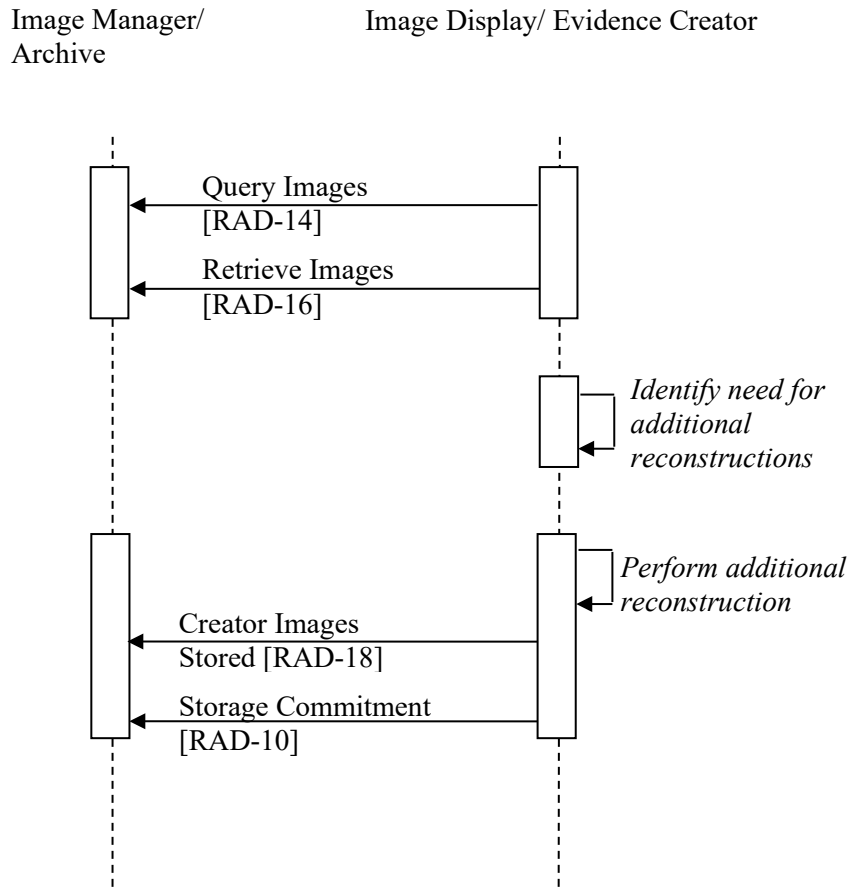 Image Manager/
Archive
Image Display/ Evidence Creator
Query Images
[RAD-14]
Retrieve Images
[RAD-16]
Identify need for
additional
reconstructions
Perform additional
reconstruction
Creator Images
Stored [RAD-18]
Storage Commitment
[RAD-10]